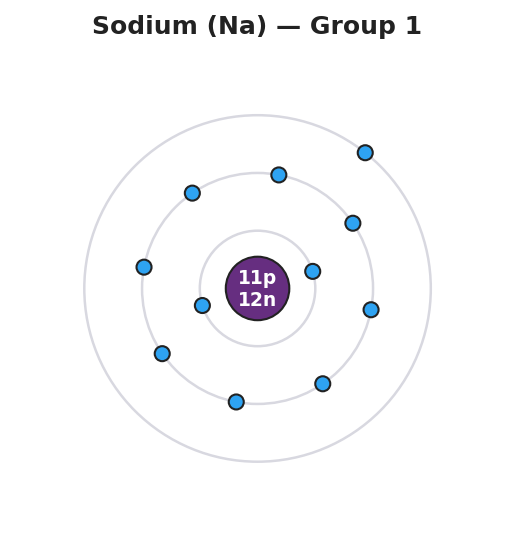 Sodium (Na) — Group 1
11p
12n